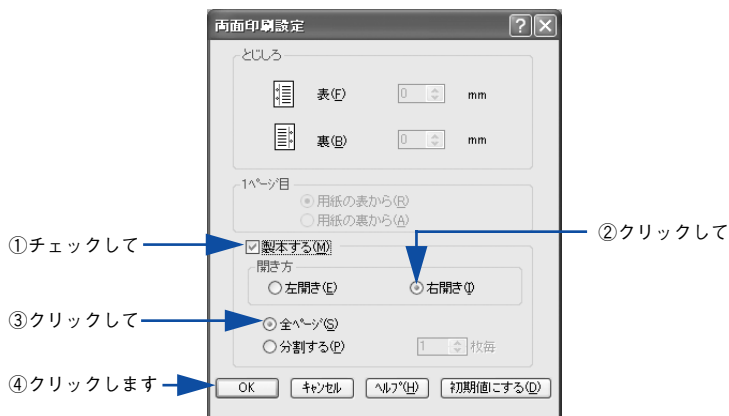 両面印刷設定
とじしろ
表(F) 0 mm
裏(B) 0 mm
1ページ目
用紙の表から(R)
用紙の裏から(A)
②クリックして
①チェックして 製本する(M)
開き方
左開き(E) 右開き(I)
③クリックして 全ページ(S)
分割する(P) 1 枚毎
④クリックします OK キャンセル ヘルプ(H) 初期値にする(D)